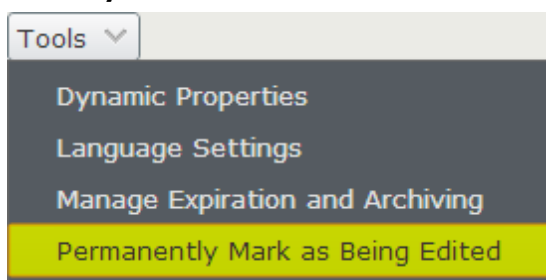 Tools
Dynamic Properties
Language Settings
Manage Expiration and Archiving
Permanently Mark as Being Edited